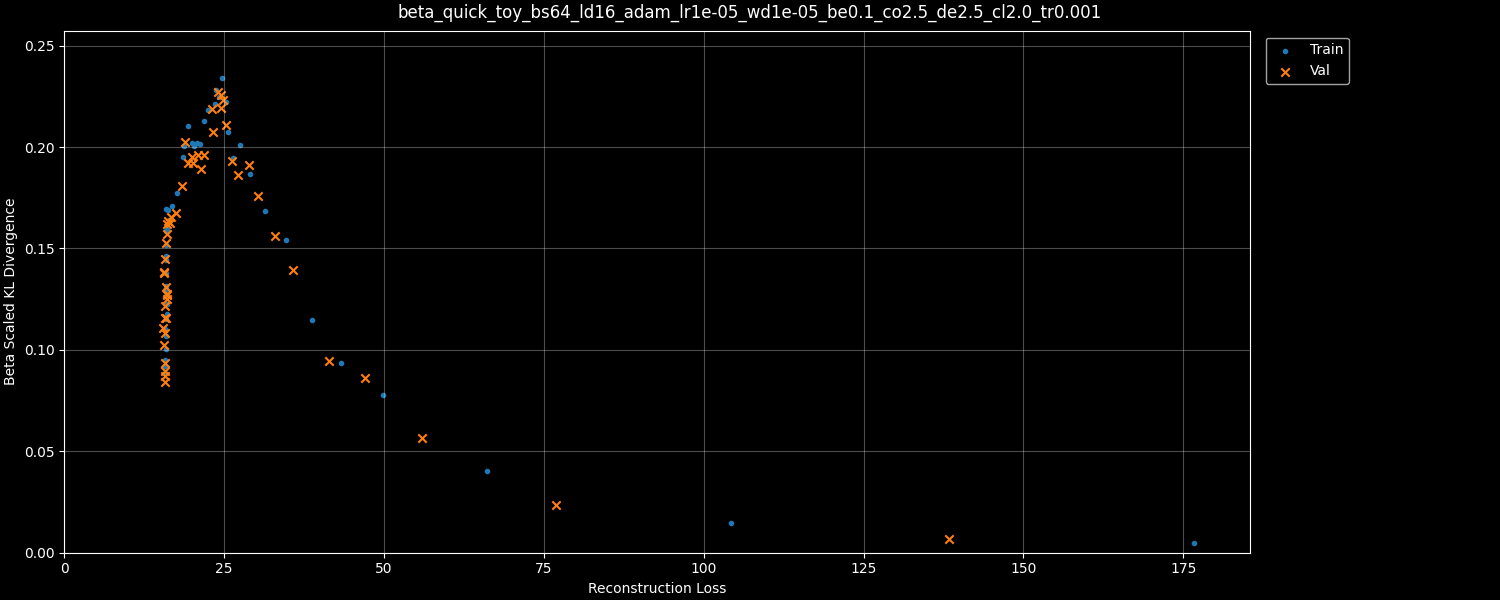 beta_quick_toy_bs64_ld16_adam_lr1e-05_wd1e-05_be0.1_co2.5_de2.5_cl2.0_tr0.001
Train
Val
Beta Scaled KL Divergence
0.25
0.20
0.15
0.10
0.05
0.00
0 25 50 75 100 125 150 175
Reconstruction Loss